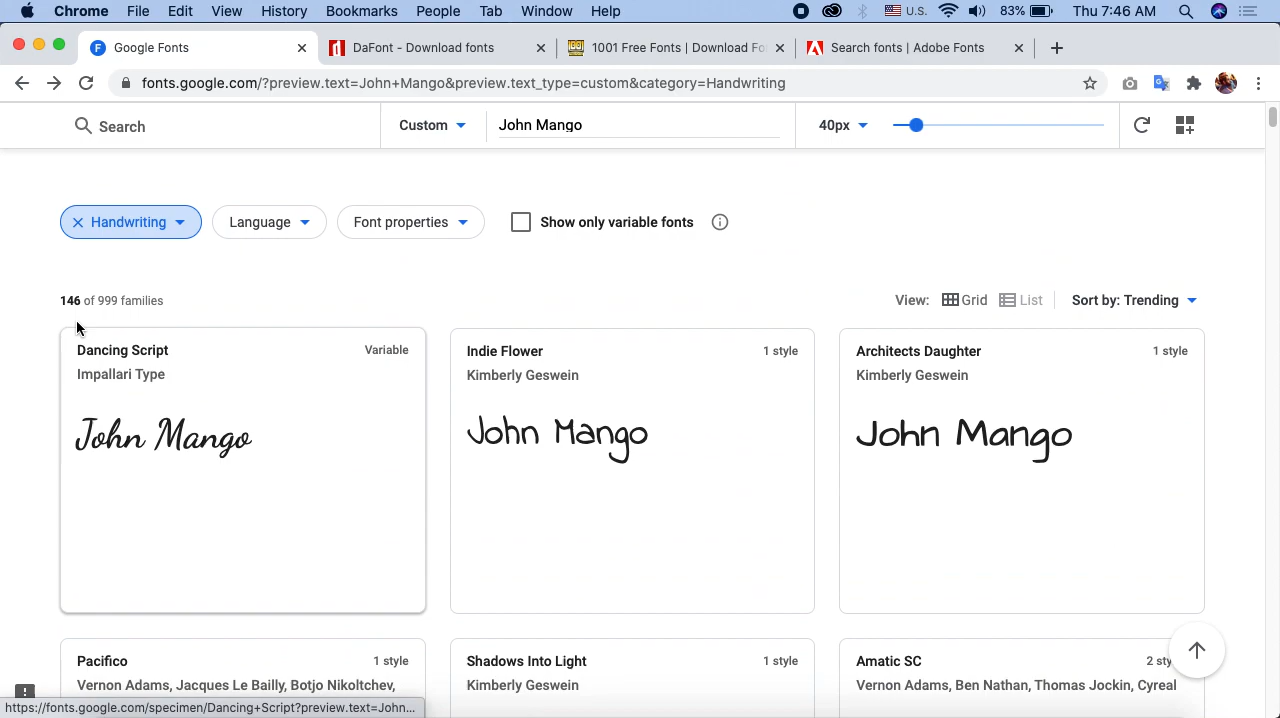 Chrome File Edit View History Bookmarks People Tab Window Help U.S. 83% Thu 7:46 AM
Google Fonts DaFont - Download fonts 1001 Free Fonts | Download Fo Search fonts | Adobe Fonts
fonts.google.com/?preview.text=John+Mango&preview.text_type=custom&category=Handwriting
Search Custom John Mango 40px
Handwriting Language Font properties Show only variable fonts
146 of 999 families View: Grid List Sort by: Trending
Dancing Script Variable
Impallari Type
John Mango
Indie Flower 1 style
Kimberly Geswein
John Mango
Architects Daughter 1 style
Kimberly Geswein
John Mango
Pacifico 1 style
Vernon Adams, Jacques Le Bailly, Botjo Nikoltchev,
Shadows Into Light 1 style
Kimberly Geswein
Amatic SC 2 sty
Vernon Adams, Ben Nathan, Thomas Jockin, Cyreal
https://fonts.google.com/specimen/Dancing+Script?preview.text=John...